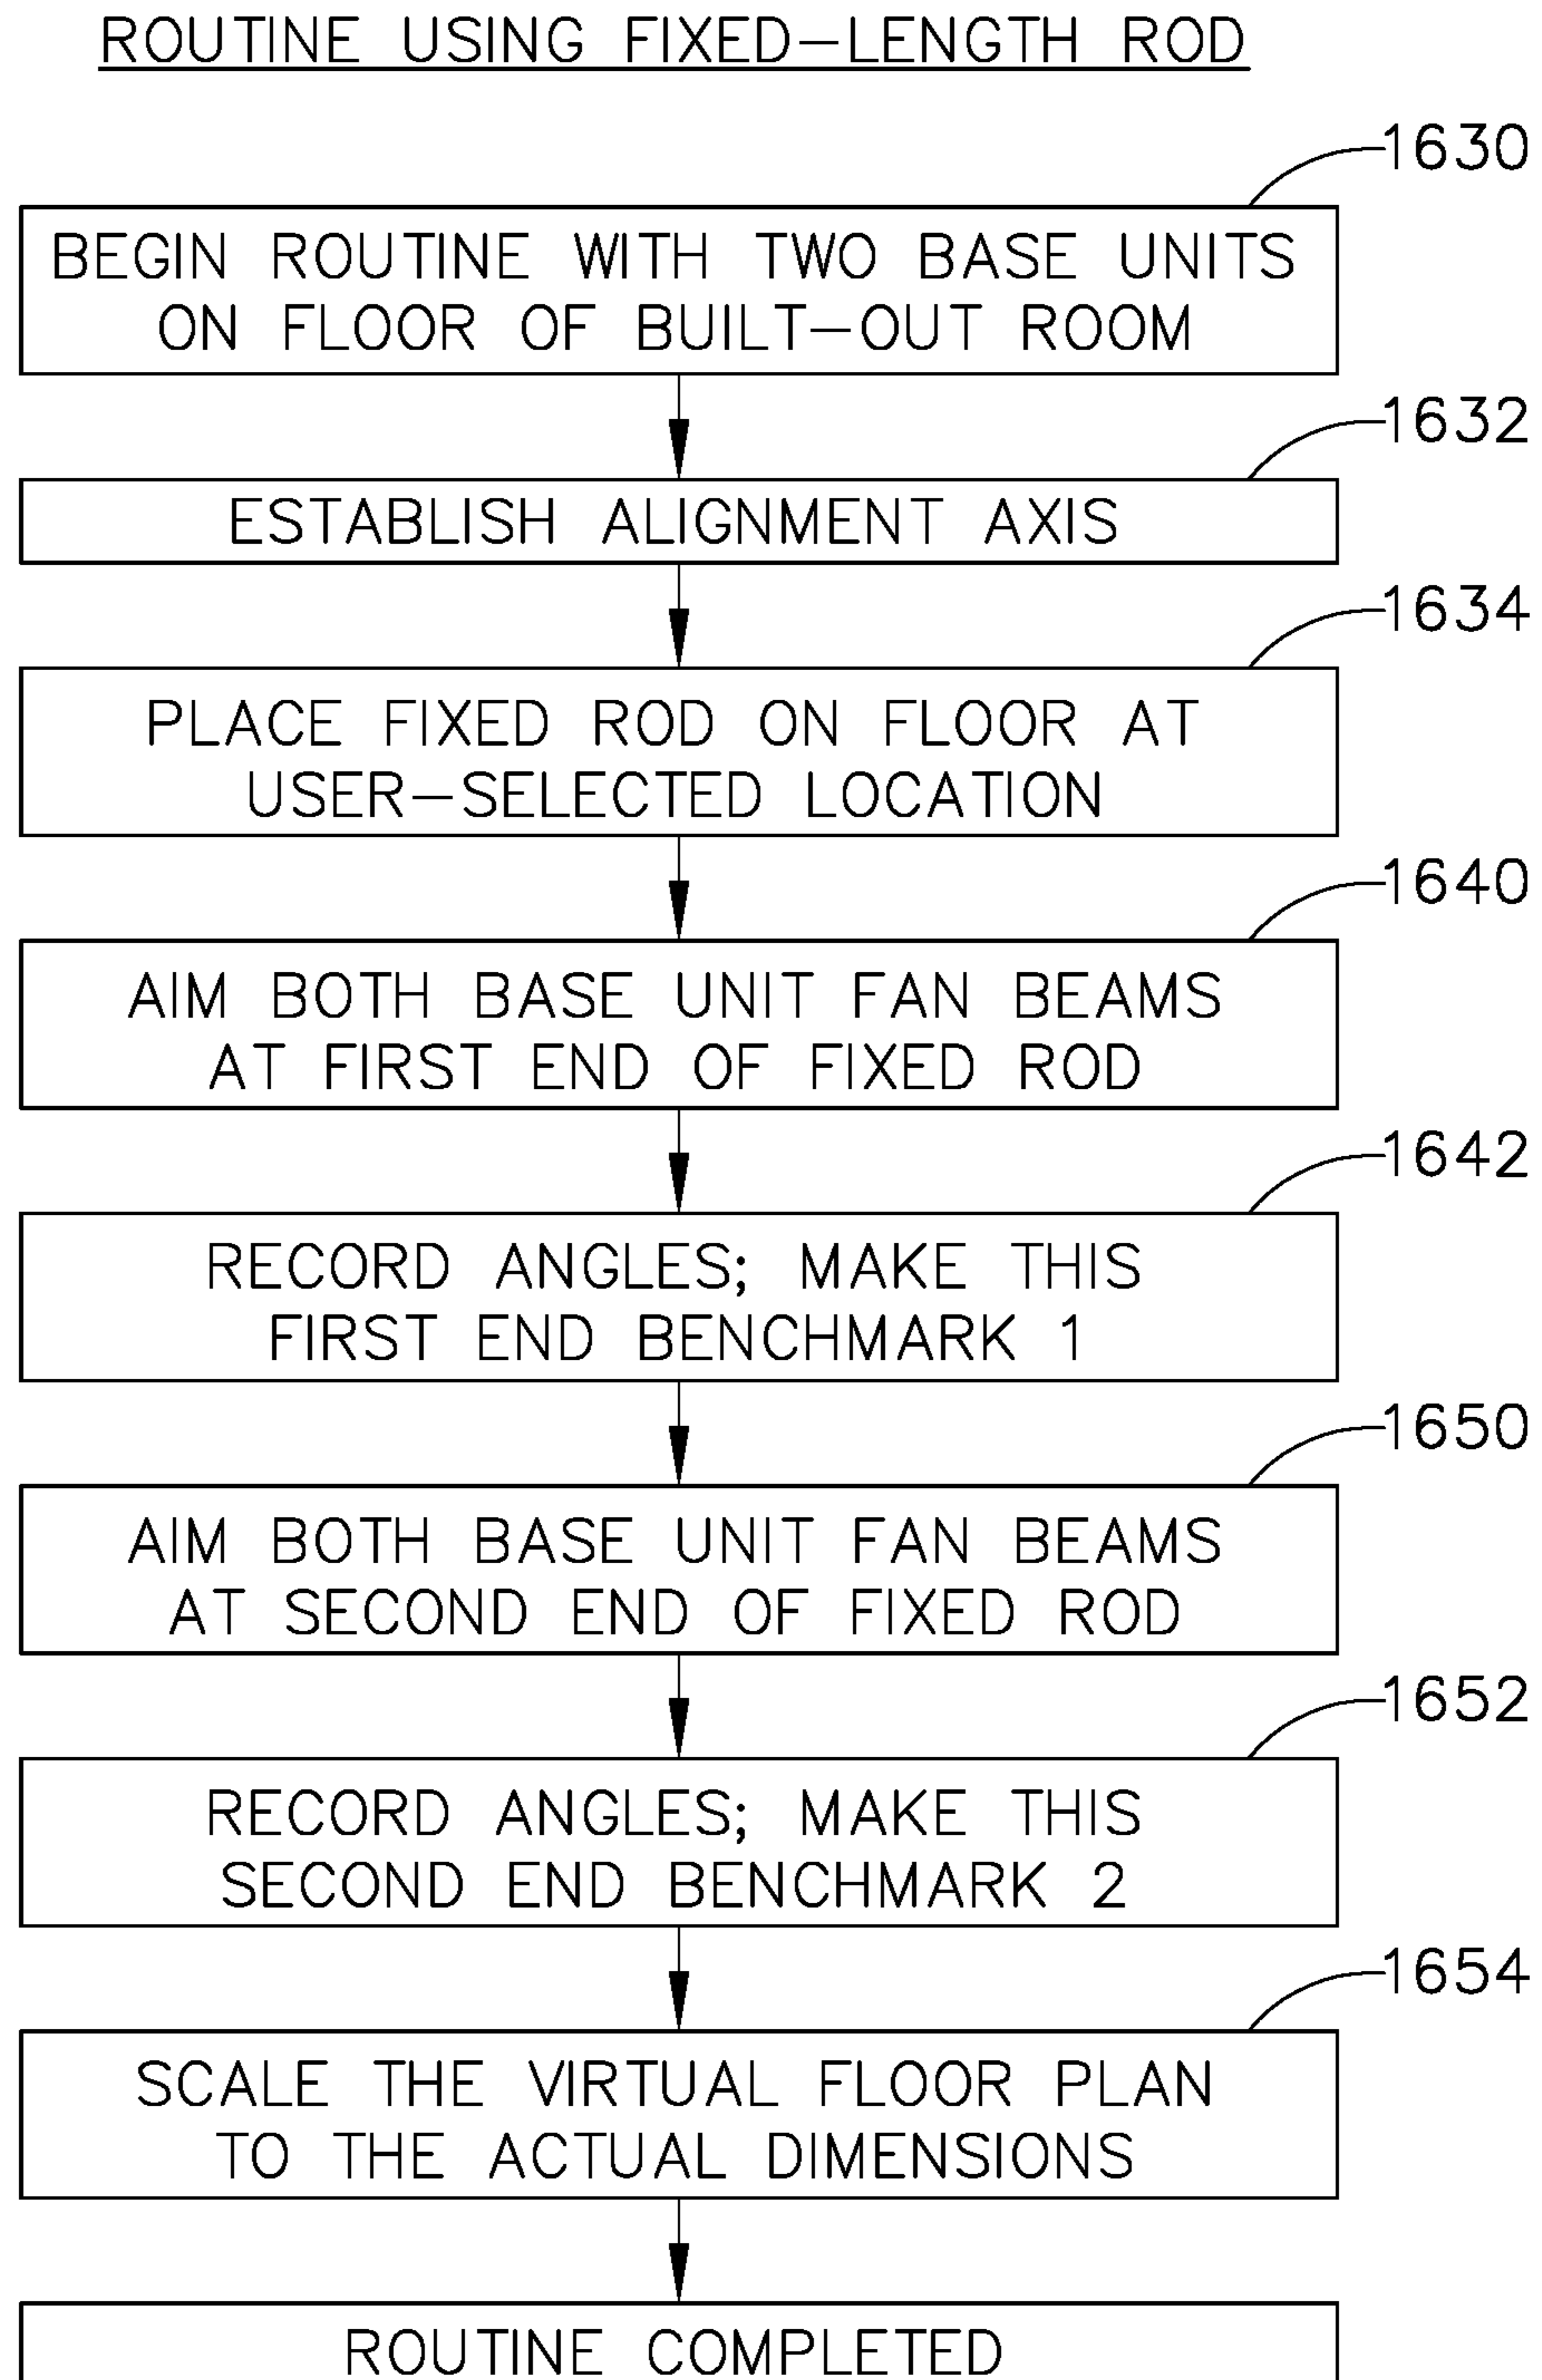 ROUTINE USING FIXED-LENGTH ROD
1630
BEGIN ROUTINE WITH TWO BASE UNITS
ON FLOOR OF BUILT-OUT ROOM
1632
ESTABLISH ALIGNMENT AXIS
1634
PLACE FIXED ROD ON FLOOR AT
USER-SELECTED LOCATION
1640
AIM BOTH BASE UNIT FAN BEAMS
AT FIRST END OF FIXED ROD
1642
RECORD ANGLES; MAKE THIS
FIRST END BENCHMARK 1
1650
AIM BOTH BASE UNIT FAN BEAMS
AT SECOND END OF FIXED ROD
1652
RECORD ANGLES; MAKE THIS
SECOND END BENCHMARK 2
1654
SCALE THE VIRTUAL FLOOR PLAN
TO THE ACTUAL DIMENSIONS
ROUTINE COMPLETED